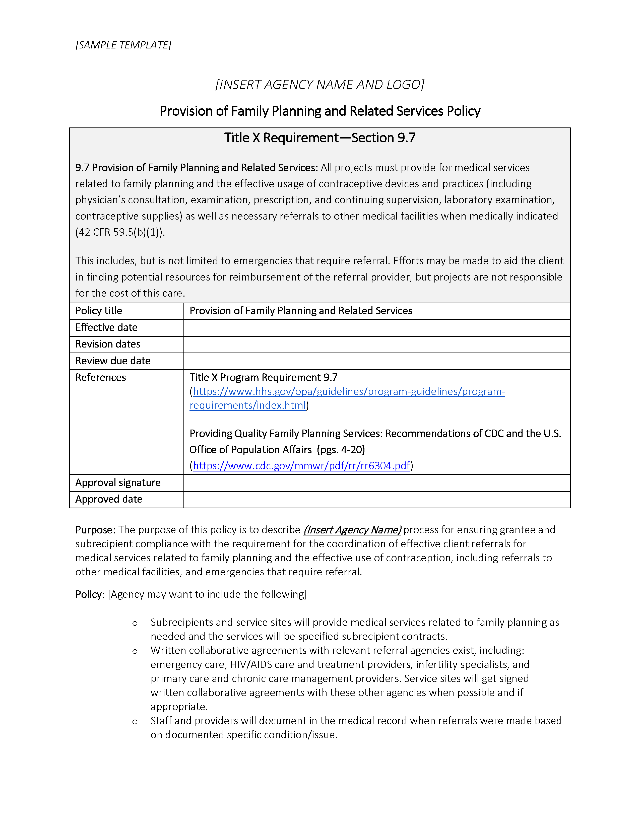 [SAMPLE TEMPLATE]
[INSERT AGENCY NAME AND LOGO]
Provision of Family Planning and Related Services Policy
Title X Requirement—Section 9.7
9.7 Provision of Family Planning and Related Services: All projects must provide for medical services
related to family planning and the effective usage of contraceptive devices and practices (including
physician's consultation, examination, prescription, and continuing supervision, laboratory examination,
contraceptive supplies) as well as necessary referrals to other medical facilities when medically indicated
(42 CFR 59.5(b)(1)).
This includes, but is not limited to emergencies that require referral. Efforts may be made to aid the client
in finding potential resources for reimbursement of the referral provider, but projects are not responsible
for the cost of this care.
Policy title Provision of Family Planning and Related Services
Effective date
Revision dates
Review due date
References Title X Program Requirement 9.7
(https://www.hhs.gov/opa/guidelines/program-guidelines/program-
requirements/index.html)
Providing Quality Family Planning Services: Recommendations of CDC and the U.S.
Office of Population Affairs (pgs. 4-20)
(https://www.cdc.gov/mmwr/pdf/rr/rr6304.pdf)
Approval signature
Approved date
Purpose: The purpose of this policy is to describe (Insert Agency Name) process for ensuring grantee and
subrecipient compliance with the requirement for the coordination of effective client referrals for
medical services related to family planning and the effective use of contraception, including referrals to
other medical facilities, and emergencies that require referral.
Policy: [Agency may want to include the following]
o Subrecipients and service sites will provide medical services related to family planning as
needed and the services will be specified subrecipient contracts.
o Written collaborative agreements with relevant referral agencies exist, including:
emergency care, HIV/AIDS care and treatment providers, infertility specialists, and
primary care and chronic care management providers. Service sites will get signed
written collaborative agreements with these other agencies when possible and if
appropriate.
o Staff and providers will document in the medical record when referrals were made based
on documented specific condition/issue.